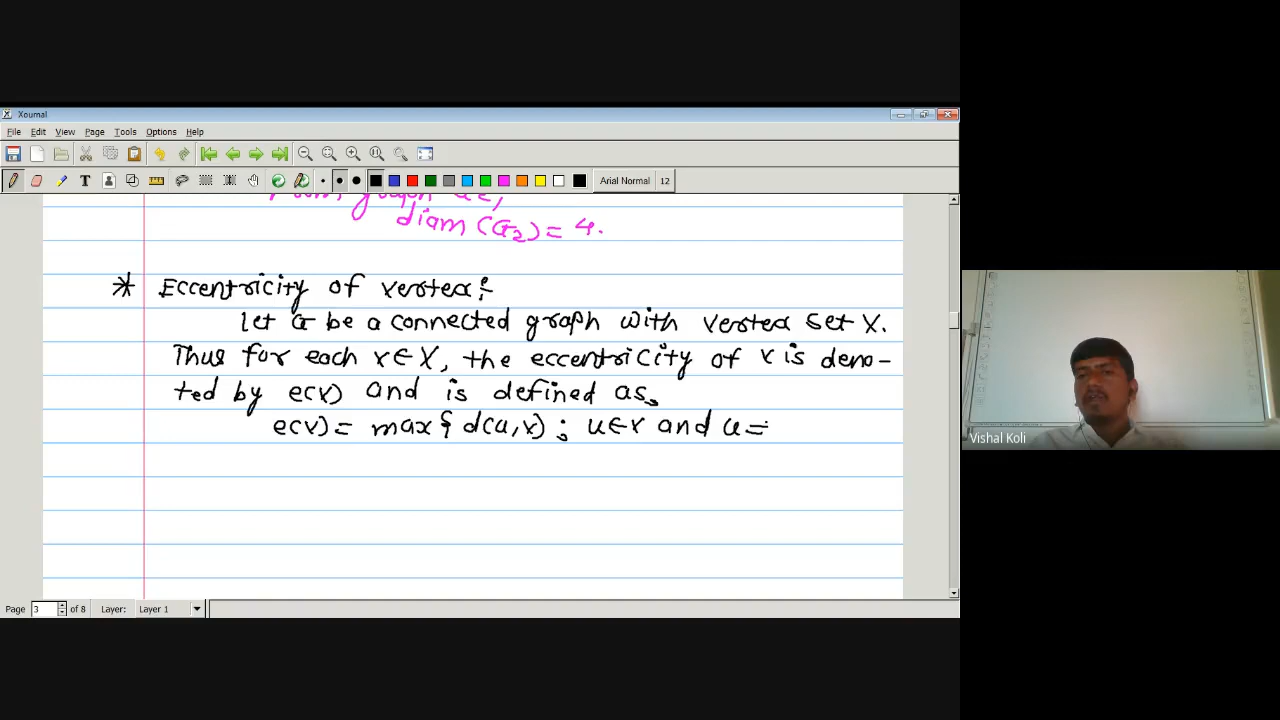 Xournal
File Edit View Page Tools Options Help
Arial Normal 12
diam (G2) = 4.
* Eccentricity of vertex:
Let G be a connected graph with vertex set X.
Thus for each v ∈ X, the eccentricity of v is deno-
ted by e(v) and is defined as,
e(v) = max { d(u,v) : u ∈ X and u =
Vishal Koli
Page 3 of 8 Layer: Layer 1